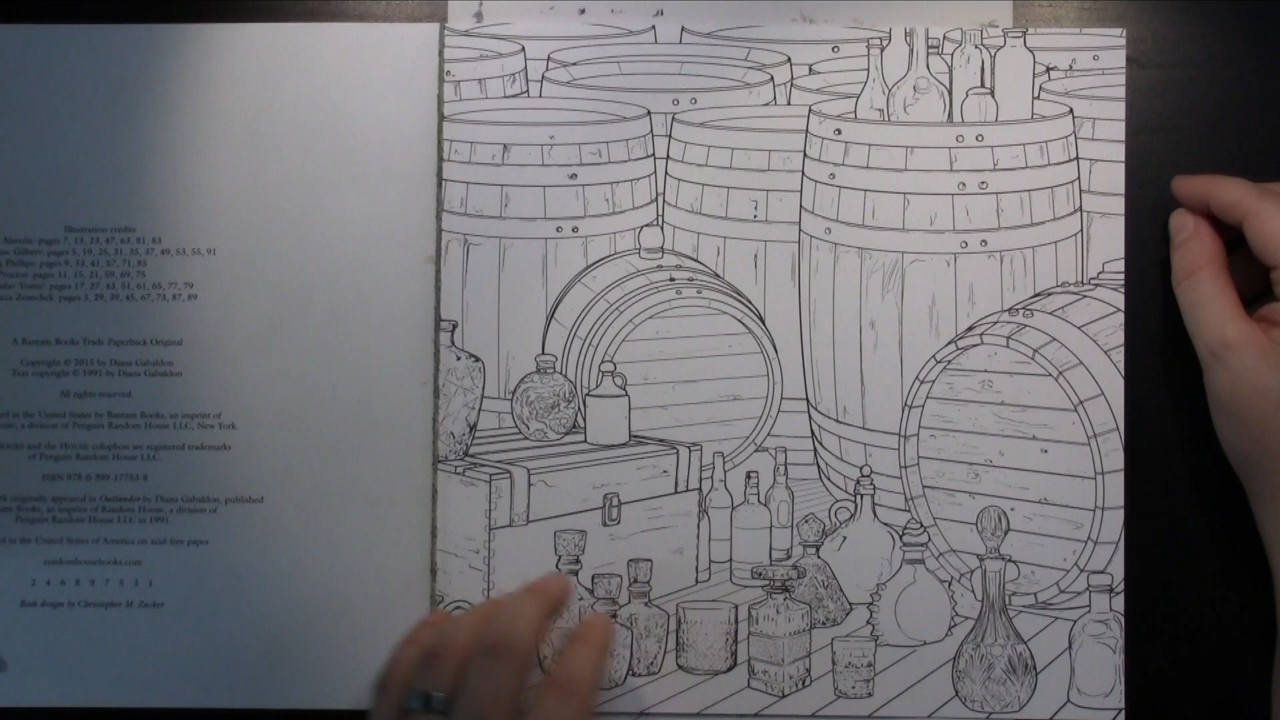 Illustration credits
pages 7, 13, 23, 47, 63, 81, 83
Gilbert: pages 5, 19, 25, 31, 35, 37, 49, 53, 55, 91
Phillips: pages 9, 33, 41, 57, 71, 85
pages 11, 15, 21, 59, 69, 75
pages 17, 27, 43, 51, 61, 65, 77, 79
pages 3, 29, 39, 45, 67, 73, 87, 89
A Bantam Books Trade Paperback Original
Copyright © 2015 by Diana Gabaldon
Text copyright © 1991 by Diana Gabaldon
All rights reserved.
in the United States by Bantam Books, an imprint of
a division of Penguin Random House LLC, New York.
and the HOUSE colophon are registered trademarks
of Penguin Random House LLC.
ISBN 978-0-399-17753-8
originally appeared in Outlander by Diana Gabaldon, published
Books, an imprint of Random House, a division of
Penguin Random House LLC in 1991.
in the United States of America on acid-free paper
randomhousebooks.com
2 4 6 8 9 7 5 3 1
Book design by Christopher M. Zucker